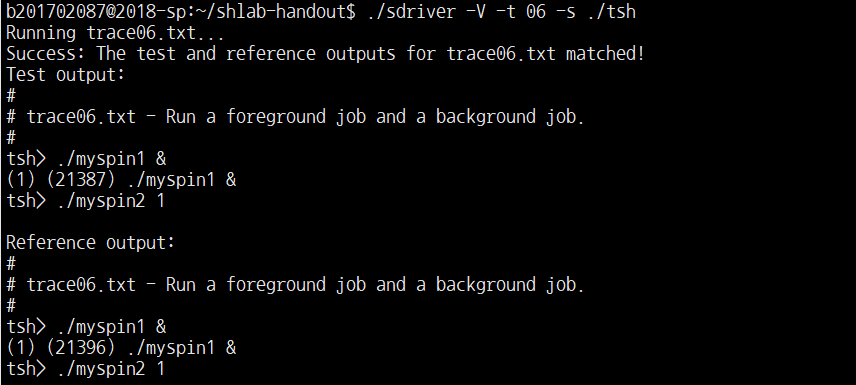 b201702087@2018-sp:~/shlab-handout$ ./sdriver -V -t 06 -s ./tsh
Running trace06.txt...
Success: The test and reference outputs for trace06.txt matched!
Test output:
#
# trace06.txt - Run a foreground job and a background job.
#
tsh> ./myspin1 &
(1) (21387) ./myspin1 &
tsh> ./myspin2 1

Reference output:
#
# trace06.txt - Run a foreground job and a background job.
#
tsh> ./myspin1 &
(1) (21396) ./myspin1 &
tsh> ./myspin2 1